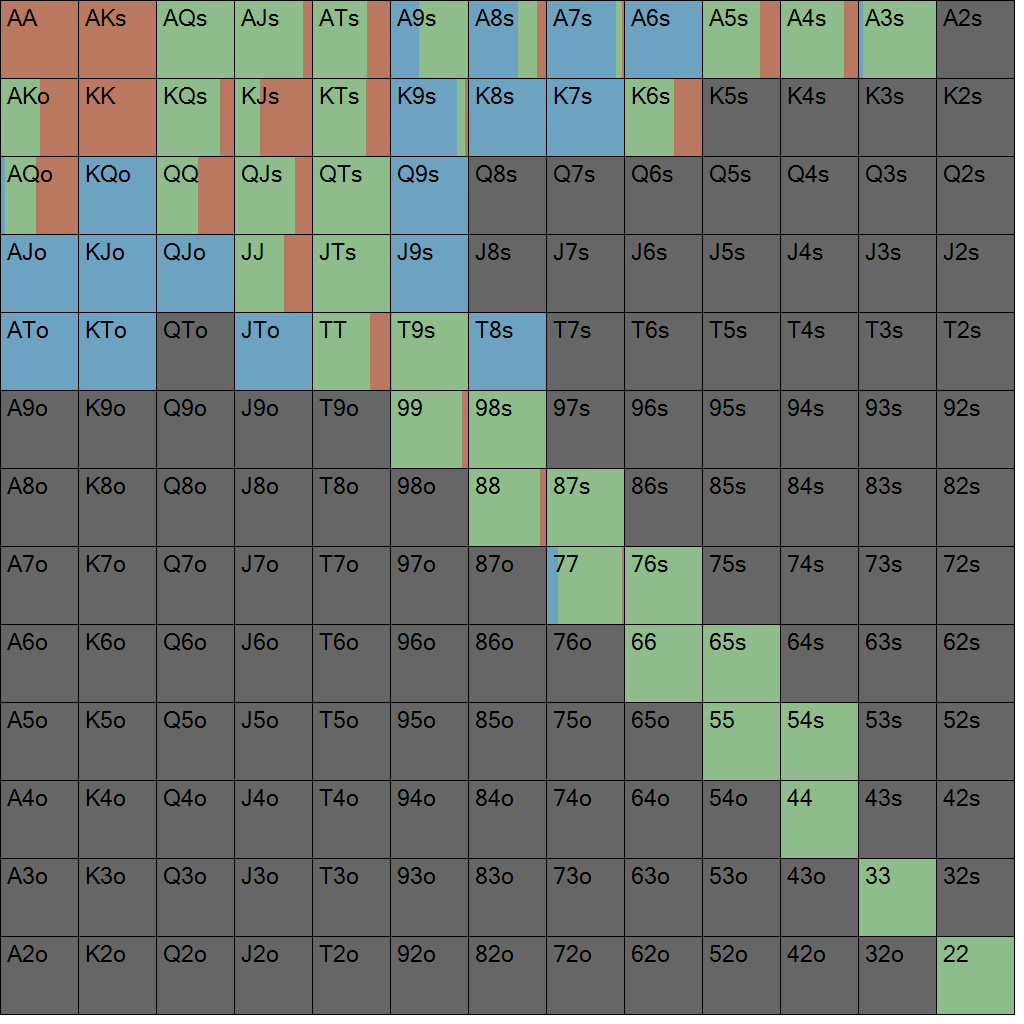 AA AKs AQs AJs ATs A9s A8s A7s A6s A5s A4s A3s A2s
AKo KK KQs KJs KTs K9s K8s K7s K6s K5s K4s K3s K2s
AQo KQo QQ QJs QTs Q9s Q8s Q7s Q6s Q5s Q4s Q3s Q2s
AJo KJo QJo JJ JTs J9s J8s J7s J6s J5s J4s J3s J2s
ATo KTo QTo JTo TT T9s T8s T7s T6s T5s T4s T3s T2s
A9o K9o Q9o J9o T9o 99 98s 97s 96s 95s 94s 93s 92s
A8o K8o Q8o J8o T8o 98o 88 87s 86s 85s 84s 83s 82s
A7o K7o Q7o J7o T7o 97o 87o 77 76s 75s 74s 73s 72s
A6o K6o Q6o J6o T6o 96o 86o 76o 66 65s 64s 63s 62s
A5o K5o Q5o J5o T5o 95o 85o 75o 65o 55 54s 53s 52s
A4o K4o Q4o J4o T4o 94o 84o 74o 64o 54o 44 43s 42s
A3o K3o Q3o J3o T3o 93o 83o 73o 63o 53o 43o 33 32s
A2o K2o Q2o J2o T2o 92o 82o 72o 62o 52o 42o 32o 22